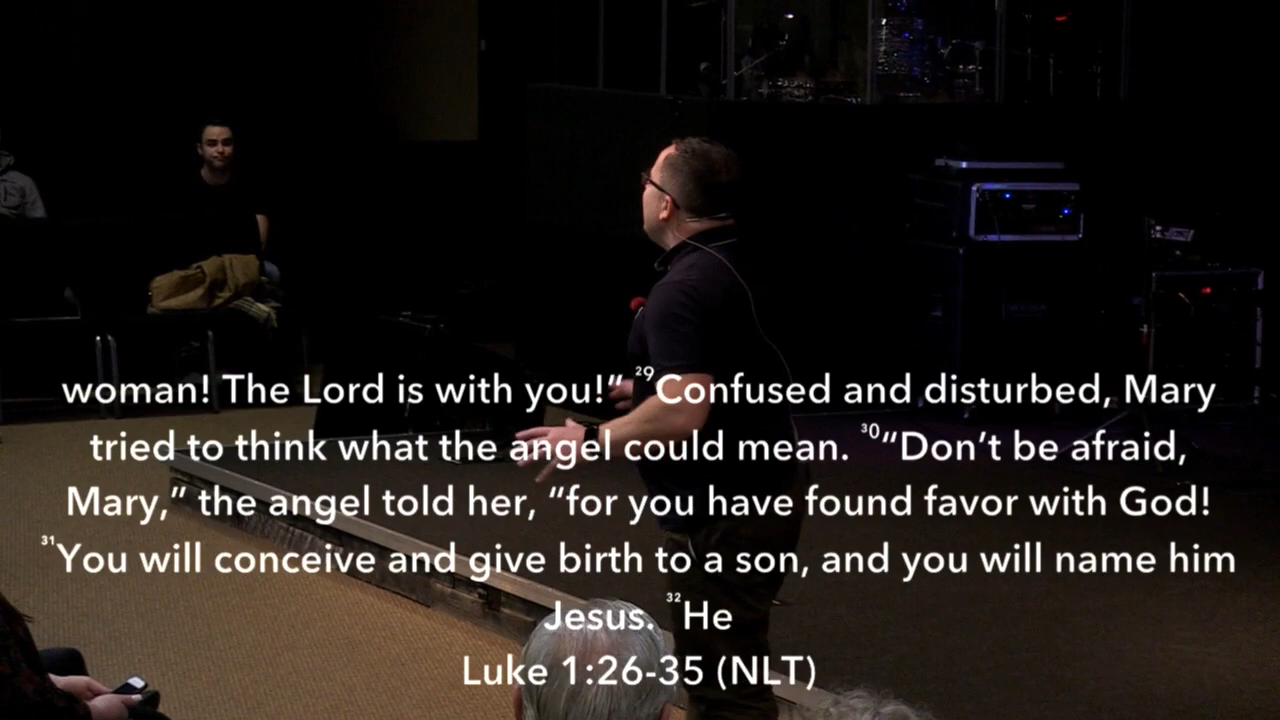 woman! The Lord is with you!” ²⁹Confused and disturbed, Mary
tried to think what the angel could mean. ³⁰“Don’t be afraid,
Mary,” the angel told her, “for you have found favor with God!
³¹You will conceive and give birth to a son, and you will name him
Jesus. ³²He
Luke 1:26-35 (NLT)